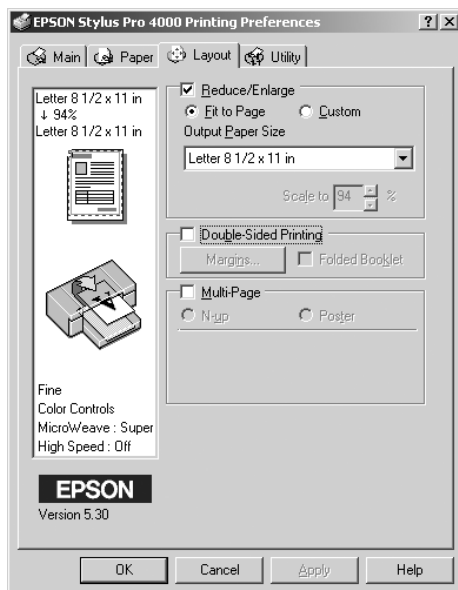 EPSON Stylus Pro 4000 Printing Preferences
Main Paper Layout Utility
Letter 8 1/2 x 11 in
↓ 94%
Letter 8 1/2 x 11 in
Fine
Color Controls
MicroWeave : Super
High Speed : Off
EPSON
Version 5.30
Reduce/Enlarge
Fit to Page Custom
Output Paper Size
Letter 8 1/2 x 11 in
Scale to 94 %
Double-Sided Printing
Margins... Folded Booklet
Multi-Page
N-up Poster
OK Cancel Apply Help